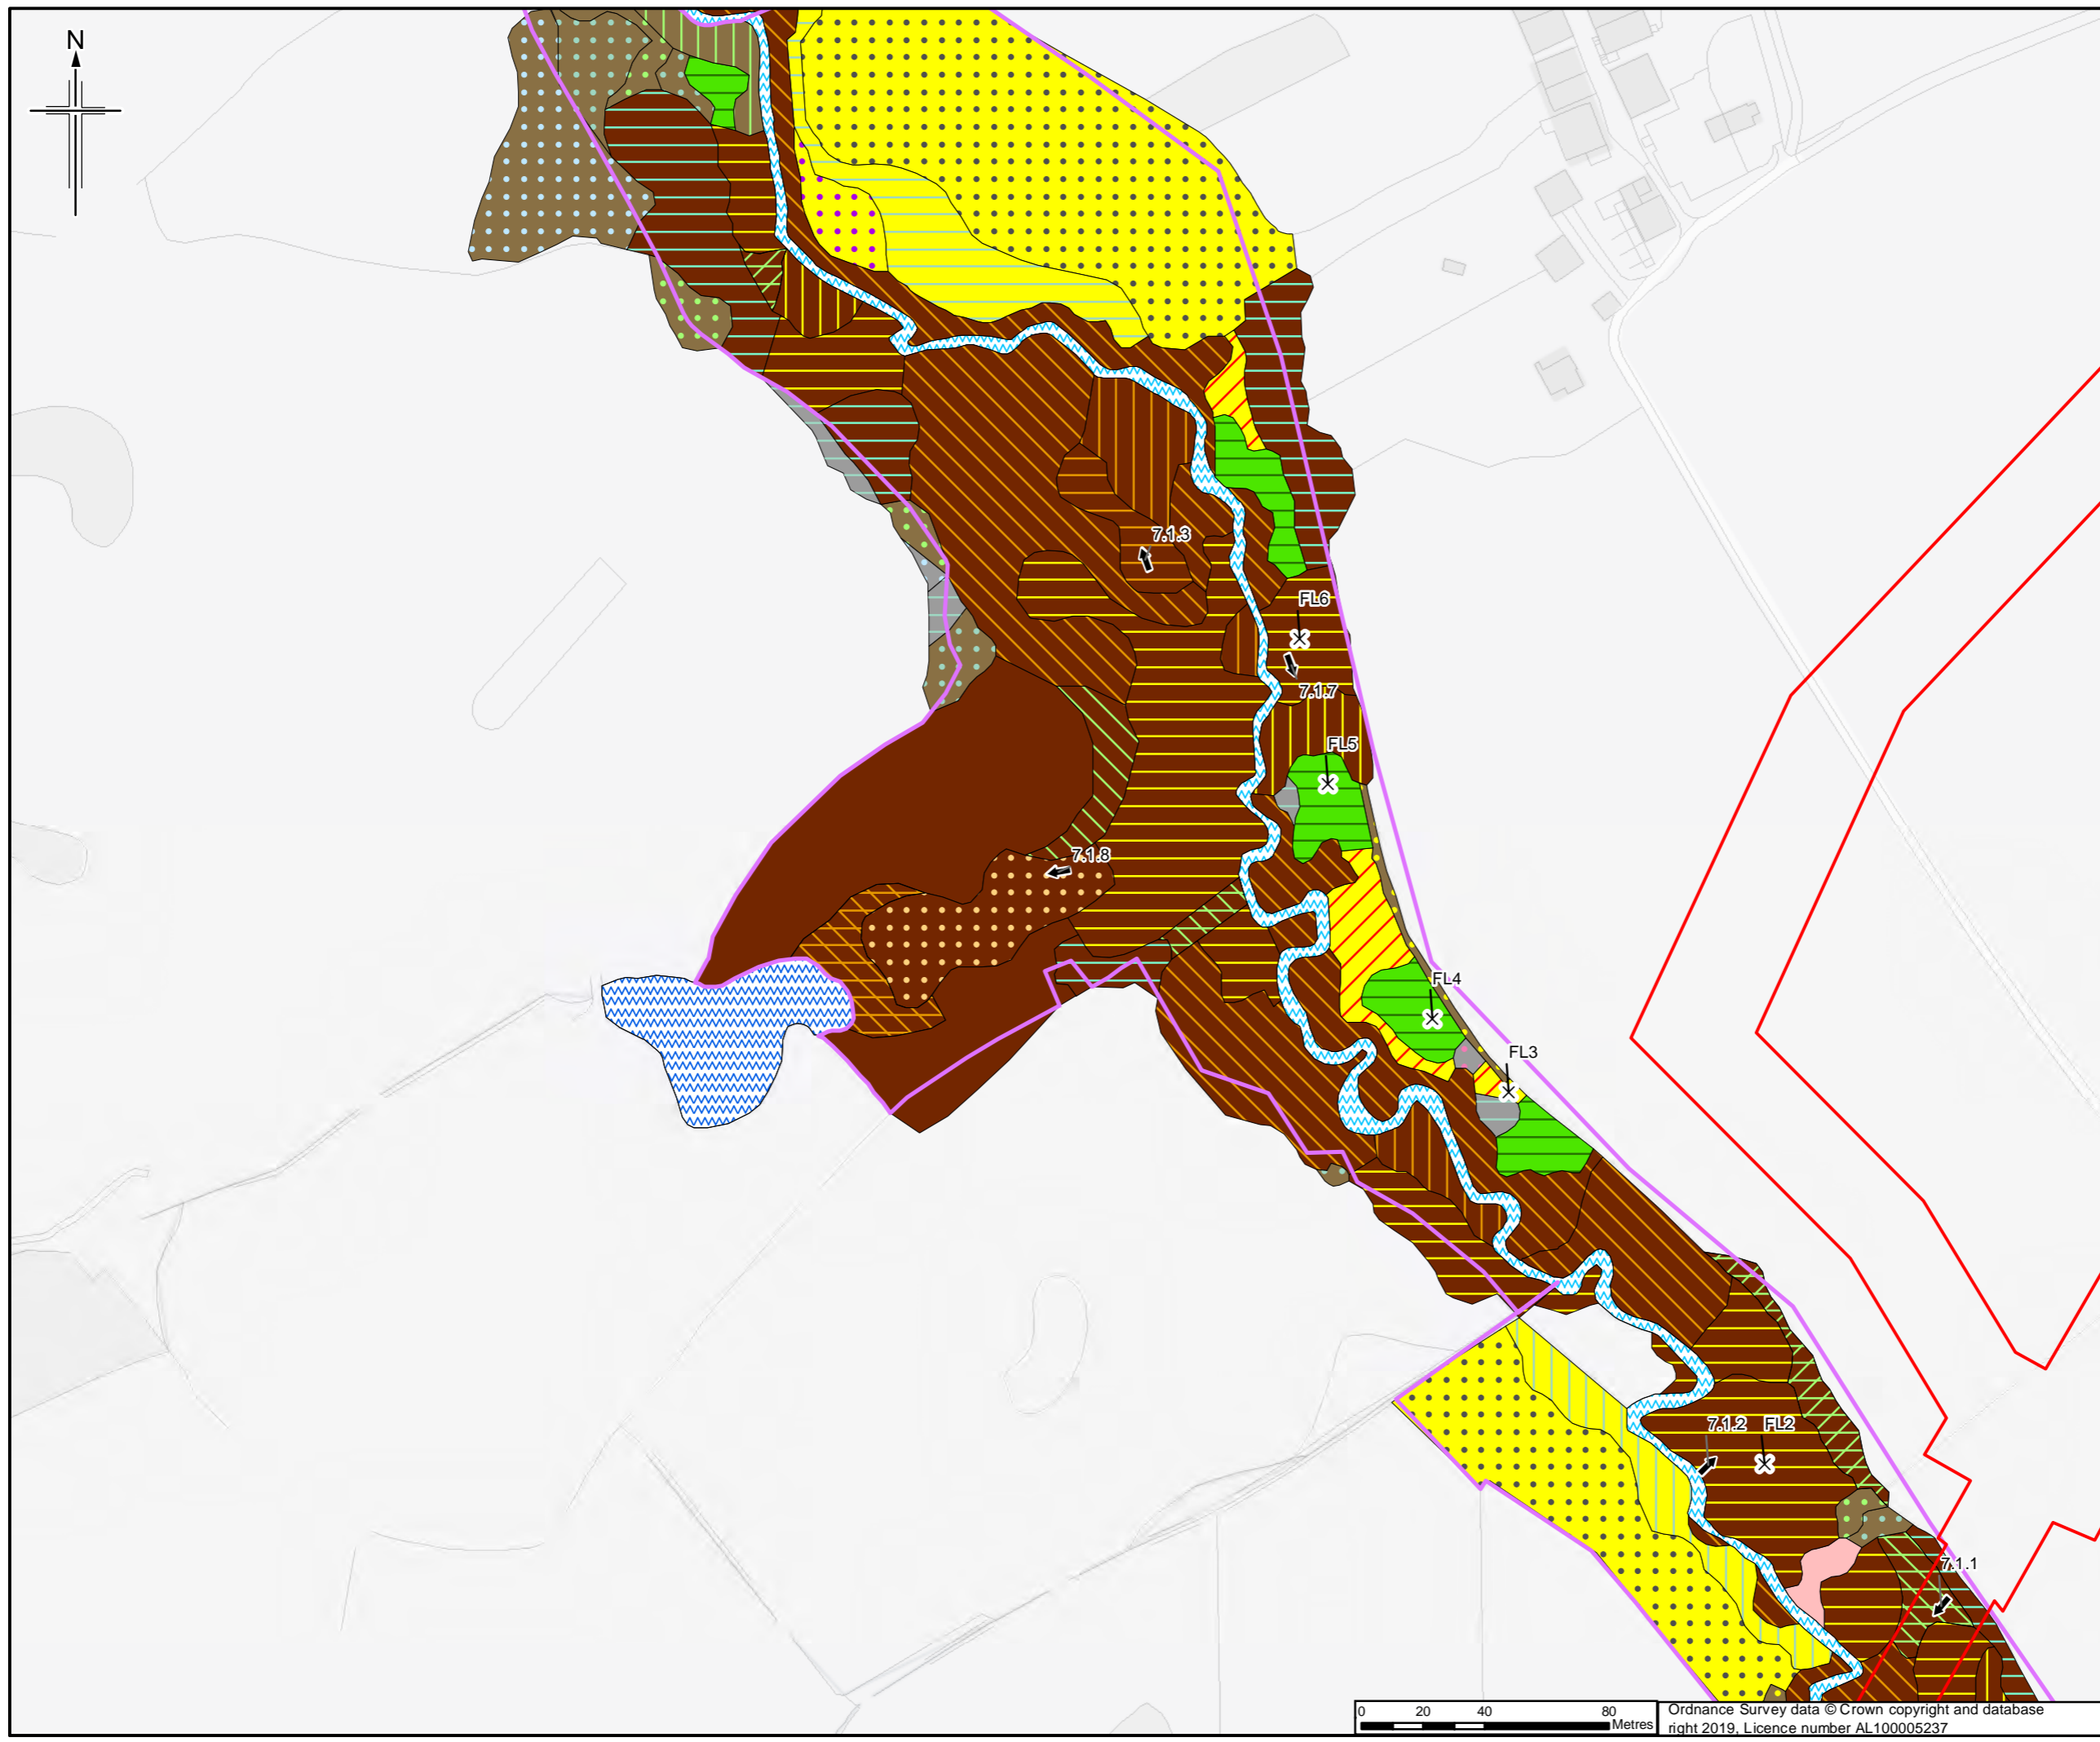 N
7.1.3
FL6
7.1.7
FL5
7.1.8
FL4
FL3
7.1.2 FL2
7.1.1
0 20 40 80
Metres
Ordnance Survey data © Crown copyright and database
right 2019, Licence number AL100005237